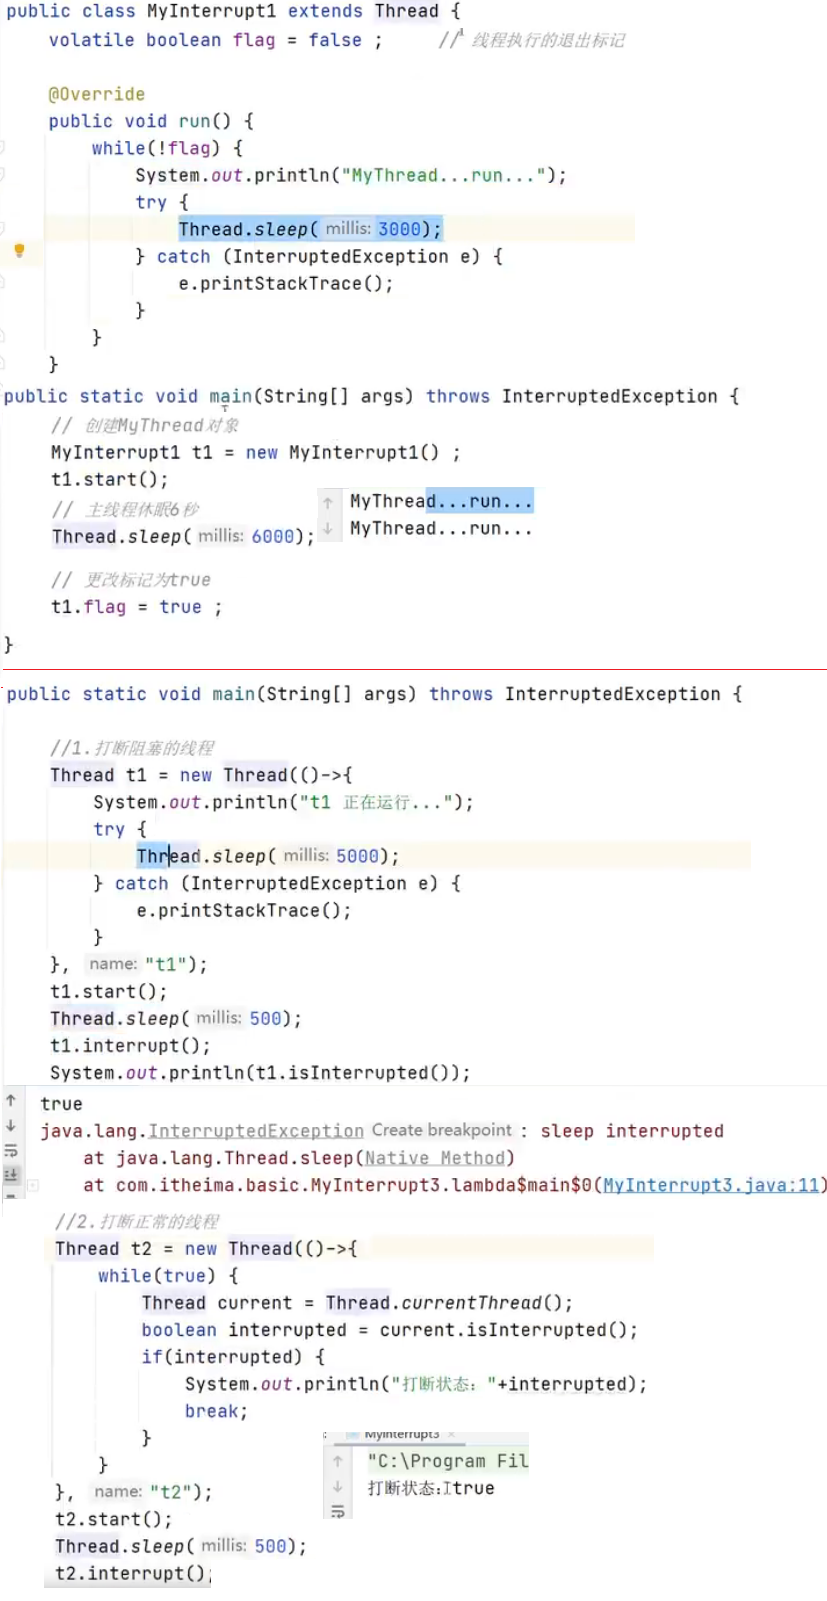 public class MyInterrupt1 extends Thread {
volatile boolean flag = false ;     // 线程执行的退出标记
@Override
public void run() {
while(!flag) {
System.out.println("MyThread...run...");
try {
Thread.sleep( millis: 3000);
} catch (InterruptedException e) {
e.printStackTrace();
}
}
}
public static void main(String[] args) throws InterruptedException {
// 创建MyThread对象
MyInterrupt1 t1 = new MyInterrupt1() ;
t1.start();
// 主线程休眠6秒
MyThread...run...
MyThread...run...
Thread.sleep( millis: 6000);
// 更改标记为true
t1.flag = true ;
}
public static void main(String[] args) throws InterruptedException {
//1.打断阻塞的线程
Thread t1 = new Thread(()->{
System.out.println("t1 正在运行...");
try {
Thread.sleep( millis: 5000);
} catch (InterruptedException e) {
e.printStackTrace();
}
}, name: "t1");
t1.start();
Thread.sleep( millis: 500);
t1.interrupt();
System.out.println(t1.isInterrupted());
true
java.lang.InterruptedException Create breakpoint : sleep interrupted
at java.lang.Thread.sleep(Native Method)
at com.itheima.basic.MyInterrupt3.lambda$main$0(MyInterrupt3.java:11)
//2.打断正常的线程
Thread t2 = new Thread(()->{
while(true) {
Thread current = Thread.currentThread();
boolean interrupted = current.isInterrupted();
if(interrupted) {
System.out.println("打断状态："+interrupted);
break;
}
}
MyInterrupt3 ×
"C:\Program Fil
打断状态：true
}, name: "t2");
t2.start();
Thread.sleep( millis: 500);
t2.interrupt();